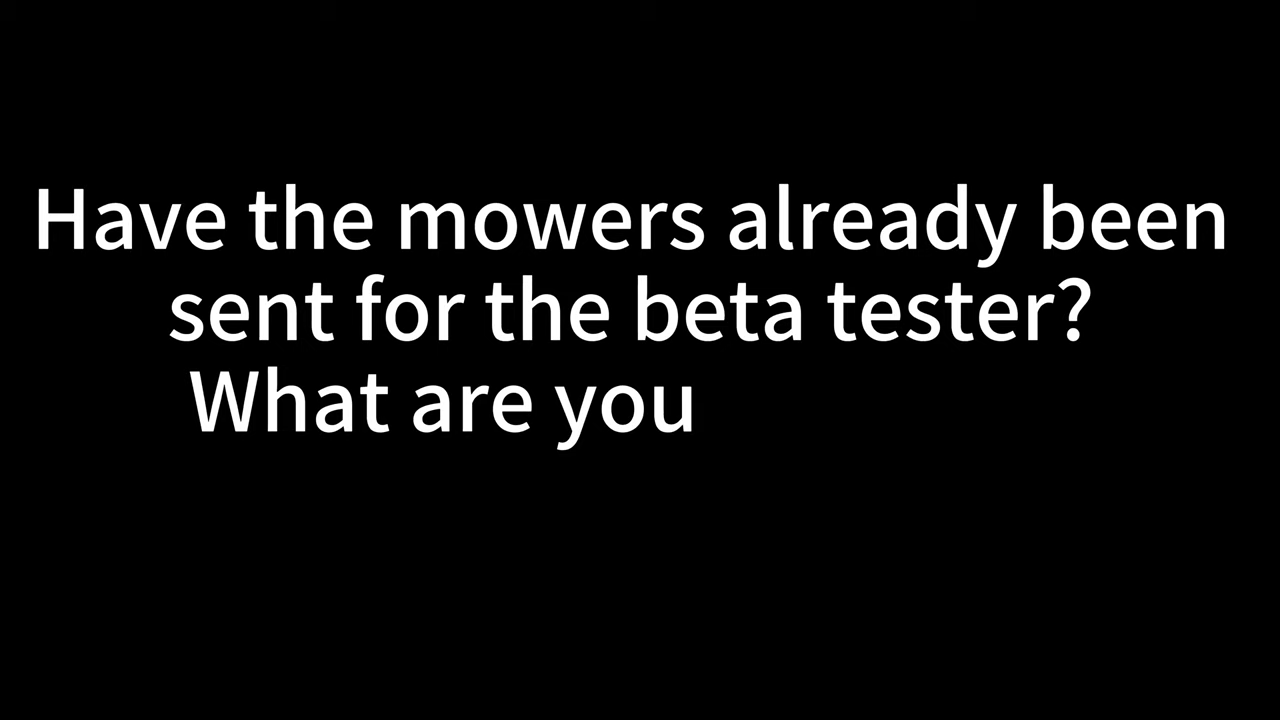 Have the mowers already been
sent for the beta tester?
What are you